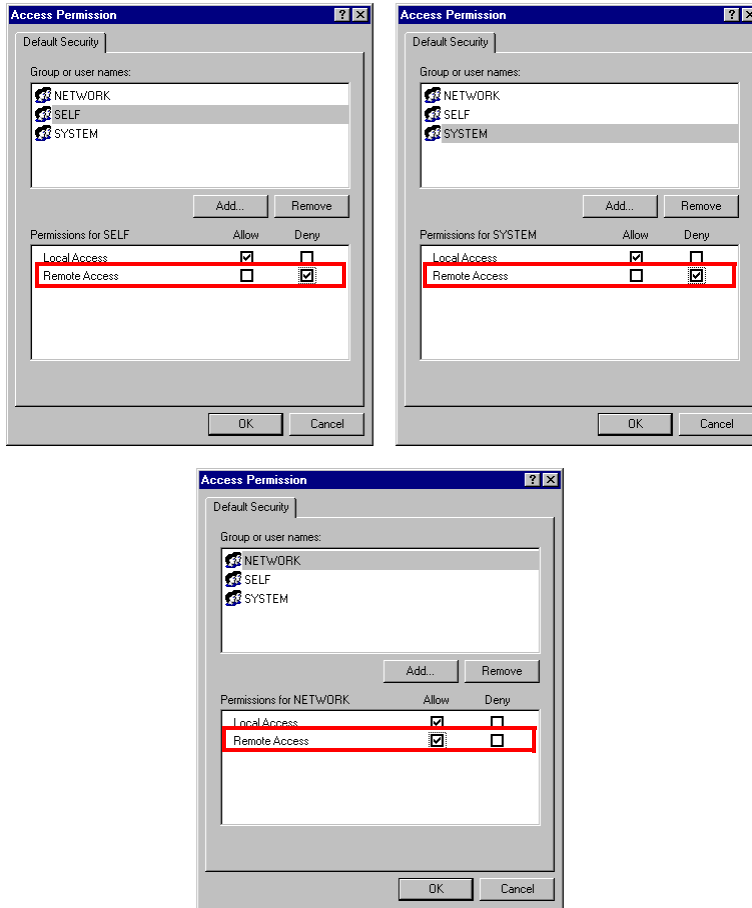 Access Permission
Default Security
Group or user names:
NETWORK
SELF
SYSTEM
Add... Remove
Permissions for SELF Allow Deny
Local Access
Remote Access
OK Cancel
Access Permission
Default Security
Group or user names:
NETWORK
SELF
SYSTEM
Add... Remove
Permissions for SYSTEM Allow Deny
Local Access
Remote Access
OK Cancel
Access Permission
Default Security
Group or user names:
NETWORK
SELF
SYSTEM
Add... Remove
Permissions for NETWORK Allow Deny
Local Access
Remote Access
OK Cancel